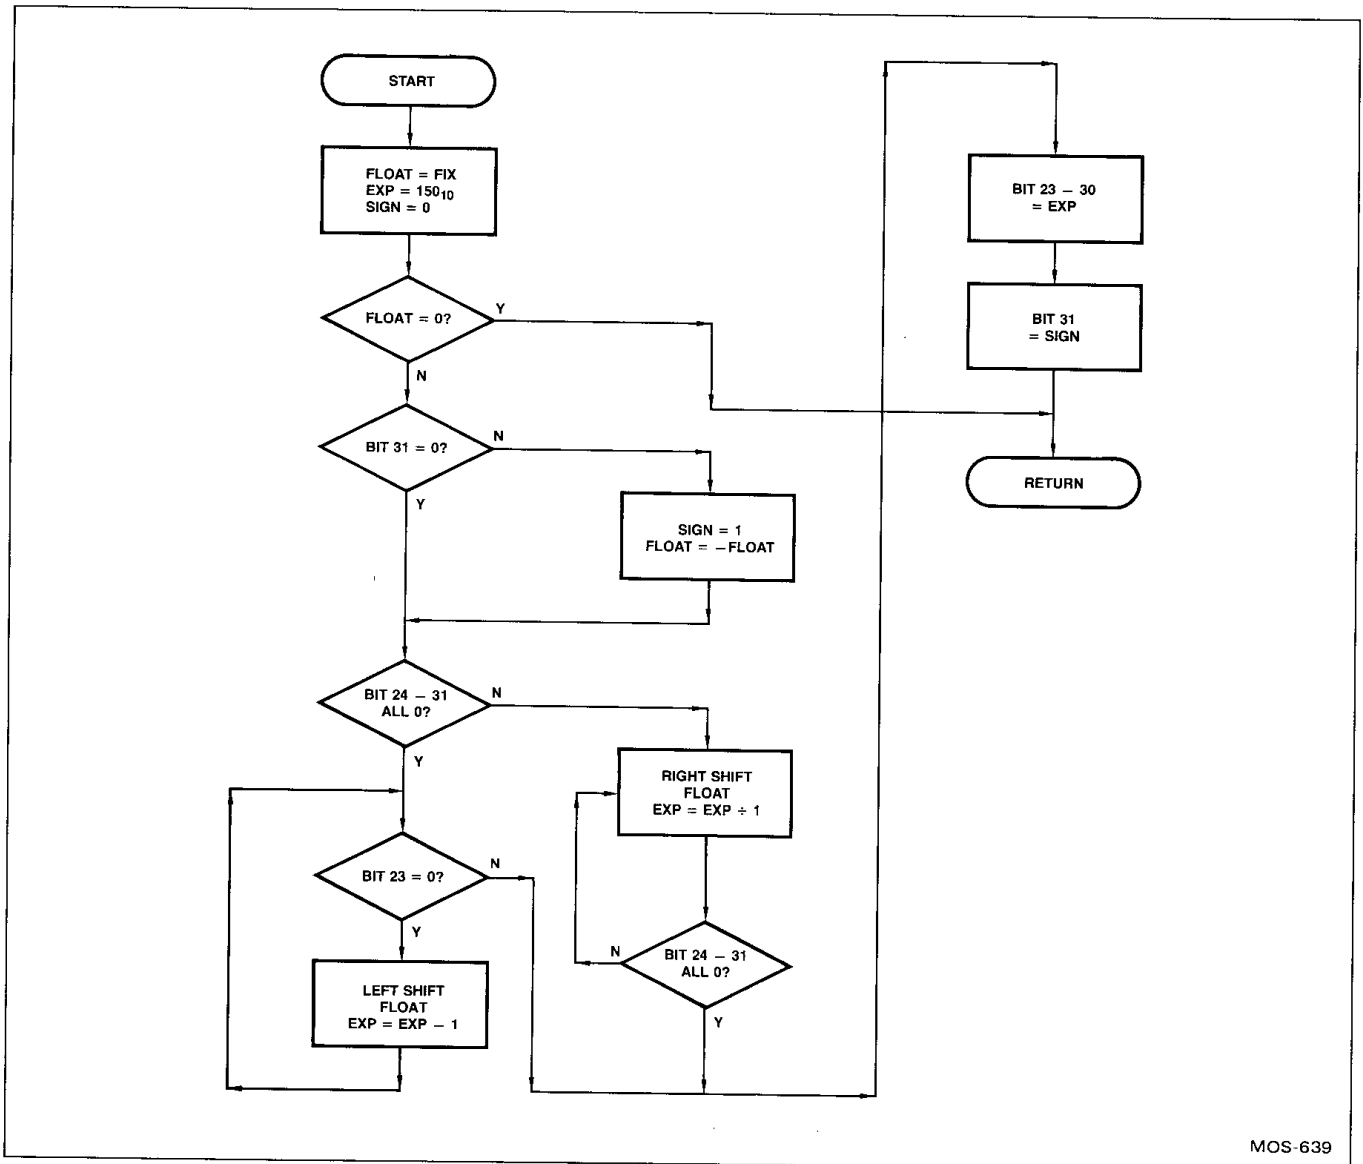 START
FLOAT = FIX
EXP = 150₁₀
SIGN = 0
FLOAT = 0?
Y
N
BIT 31 = 0?
N
Y
SIGN = 1
FLOAT = −FLOAT
BIT 24 − 31
ALL 0?
N
Y
RIGHT SHIFT
FLOAT
EXP = EXP ÷ 1
BIT 23 = 0?
N
Y
BIT 24 − 31
ALL 0?
N
Y
LEFT SHIFT
FLOAT
EXP = EXP − 1
BIT 23 − 30
= EXP
BIT 31
= SIGN
RETURN
MOS-639